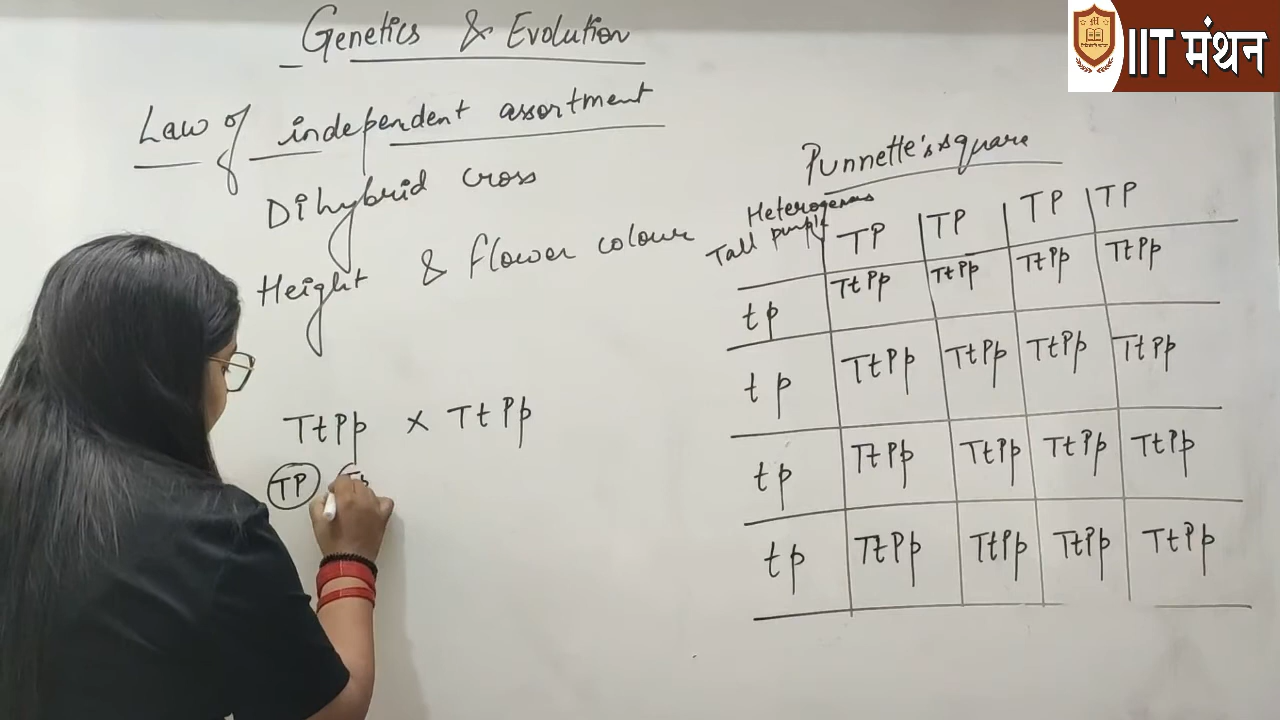 Genetics & Evolution
IIT मंथन
Law of independent assortment
Dihybrid cross
Height & flower colour
TtPp × TtPp
TP Tp
Punnette's square
Heterogenous
Tall purple
TP TP TP TP
tp TtPp TtPp TtPp TtPp
tp TtPp TtPp TtPp TtPp
tp TtPp TtPp TtPp TtPp
tp TtPp TtPp TtPp TtPp